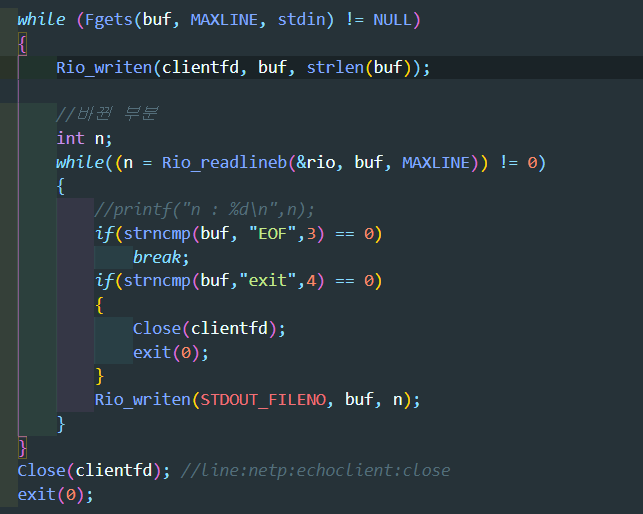 while (Fgets(buf, MAXLINE, stdin) != NULL)
{
    Rio_writen(clientfd, buf, strlen(buf));
    //바뀐 부분
    int n;
    while((n = Rio_readlineb(&rio, buf, MAXLINE)) != 0)
    {
        //printf("n : %d\n",n);
        if(strncmp(buf, "EOF",3) == 0)
            break;
        if(strncmp(buf,"exit",4) == 0)
        {
            Close(clientfd);
            exit(0);
        }
        Rio_writen(STDOUT_FILENO, buf, n);
    }
}
Close(clientfd); //line:netp:echoclient:close
exit(0);